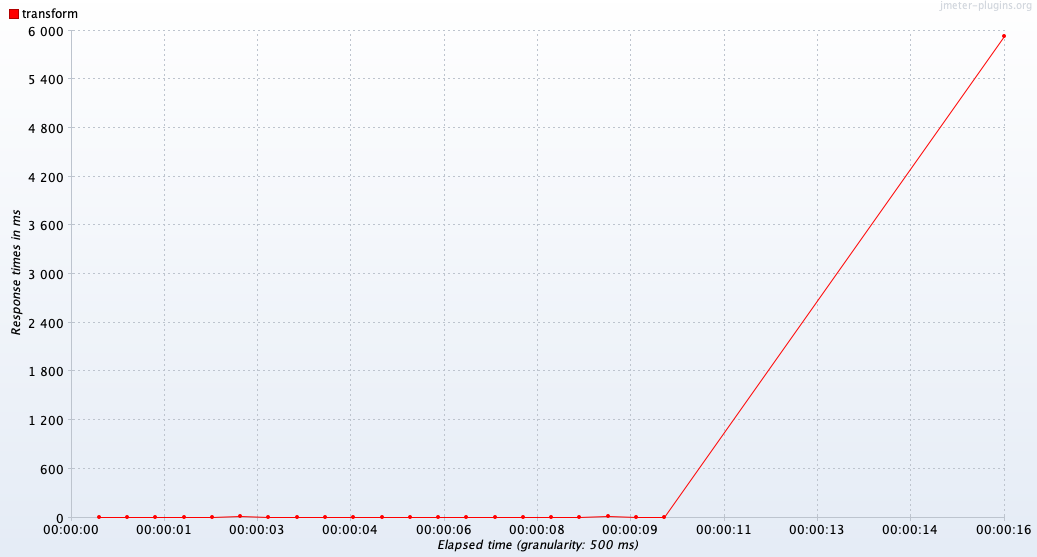 jmeter-plugins.org
transform
6 000
5 400
4 800
4 200
3 600
3 000
2 400
1 800
1 200
600
0
Response times in ms
00:00:00 00:00:01 00:00:03 00:00:04 00:00:06 00:00:08 00:00:09 00:00:11 00:00:13 00:00:14 00:00:16
Elapsed time (granularity: 500 ms)